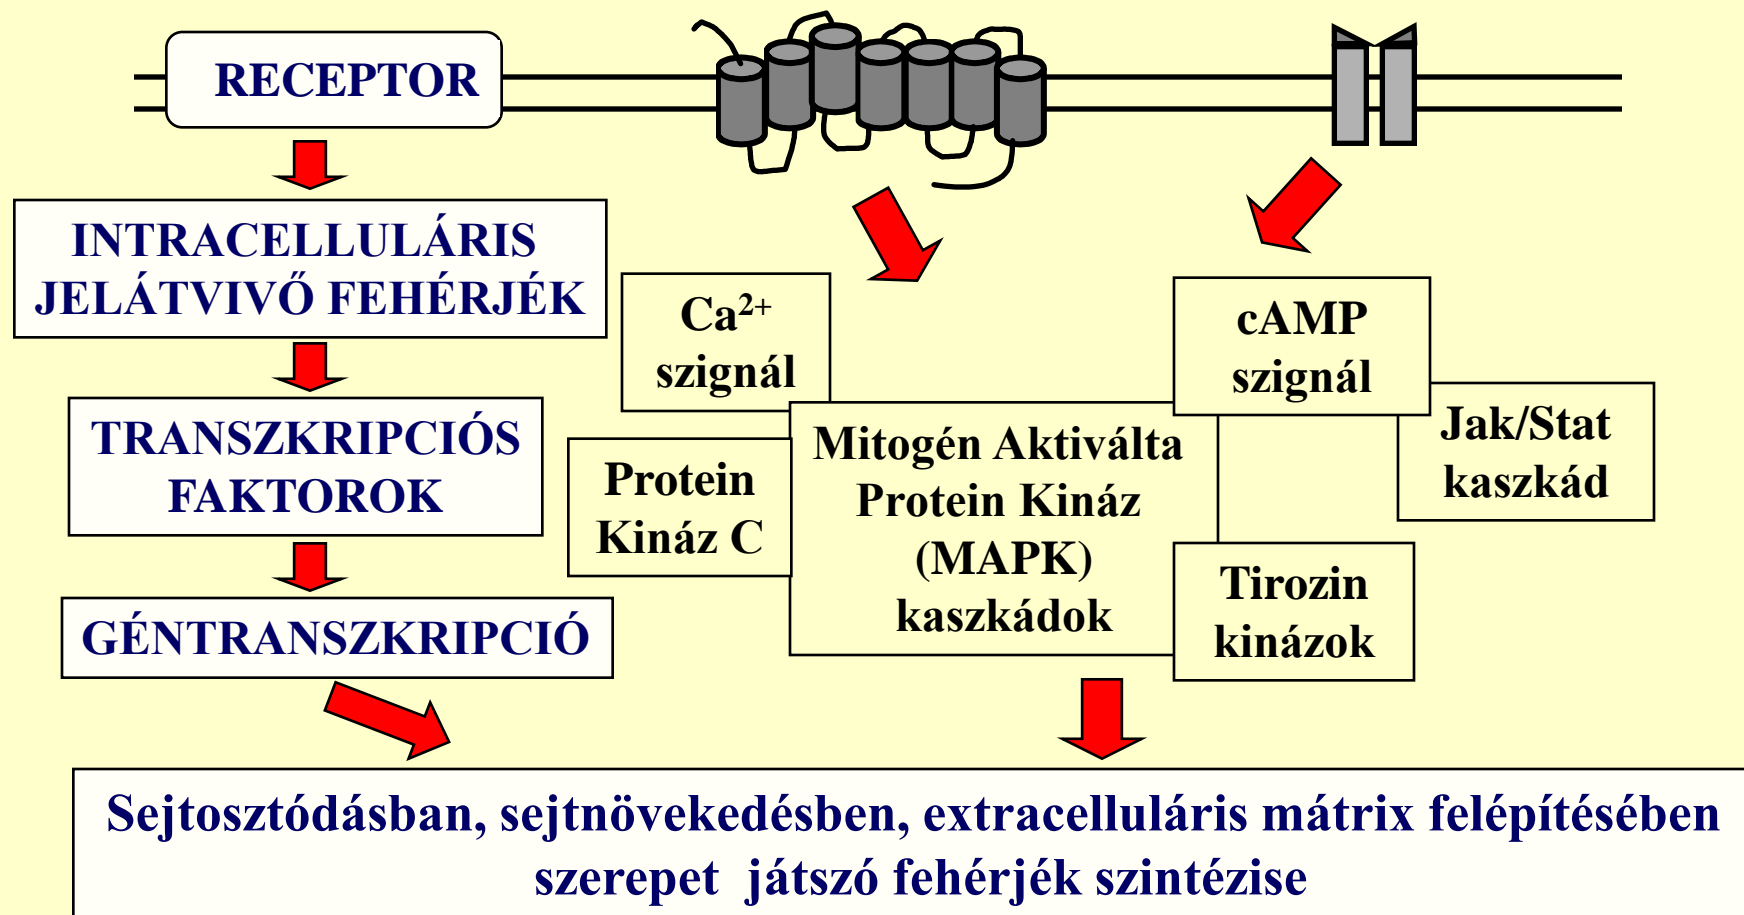 RECEPTOR
INTRACELLULÁRIS
JELÁTVIVŐ FEHÉRJÉK
TRANSZKRIPCIÓS
FAKTOROK
GÉNTRANSZKRIPCIÓ
Ca²⁺
szignál
Protein
Kináz C
Mitogén Aktiválta
Protein Kináz
(MAPK)
kaszkádok
cAMP
szignál
Jak/Stat
kaszkád
Tirozin
kinázok
Sejtosztódásban, sejtnövekedésben, extracelluláris mátrix felépítésében
szerepet játszó fehérjék szintézise